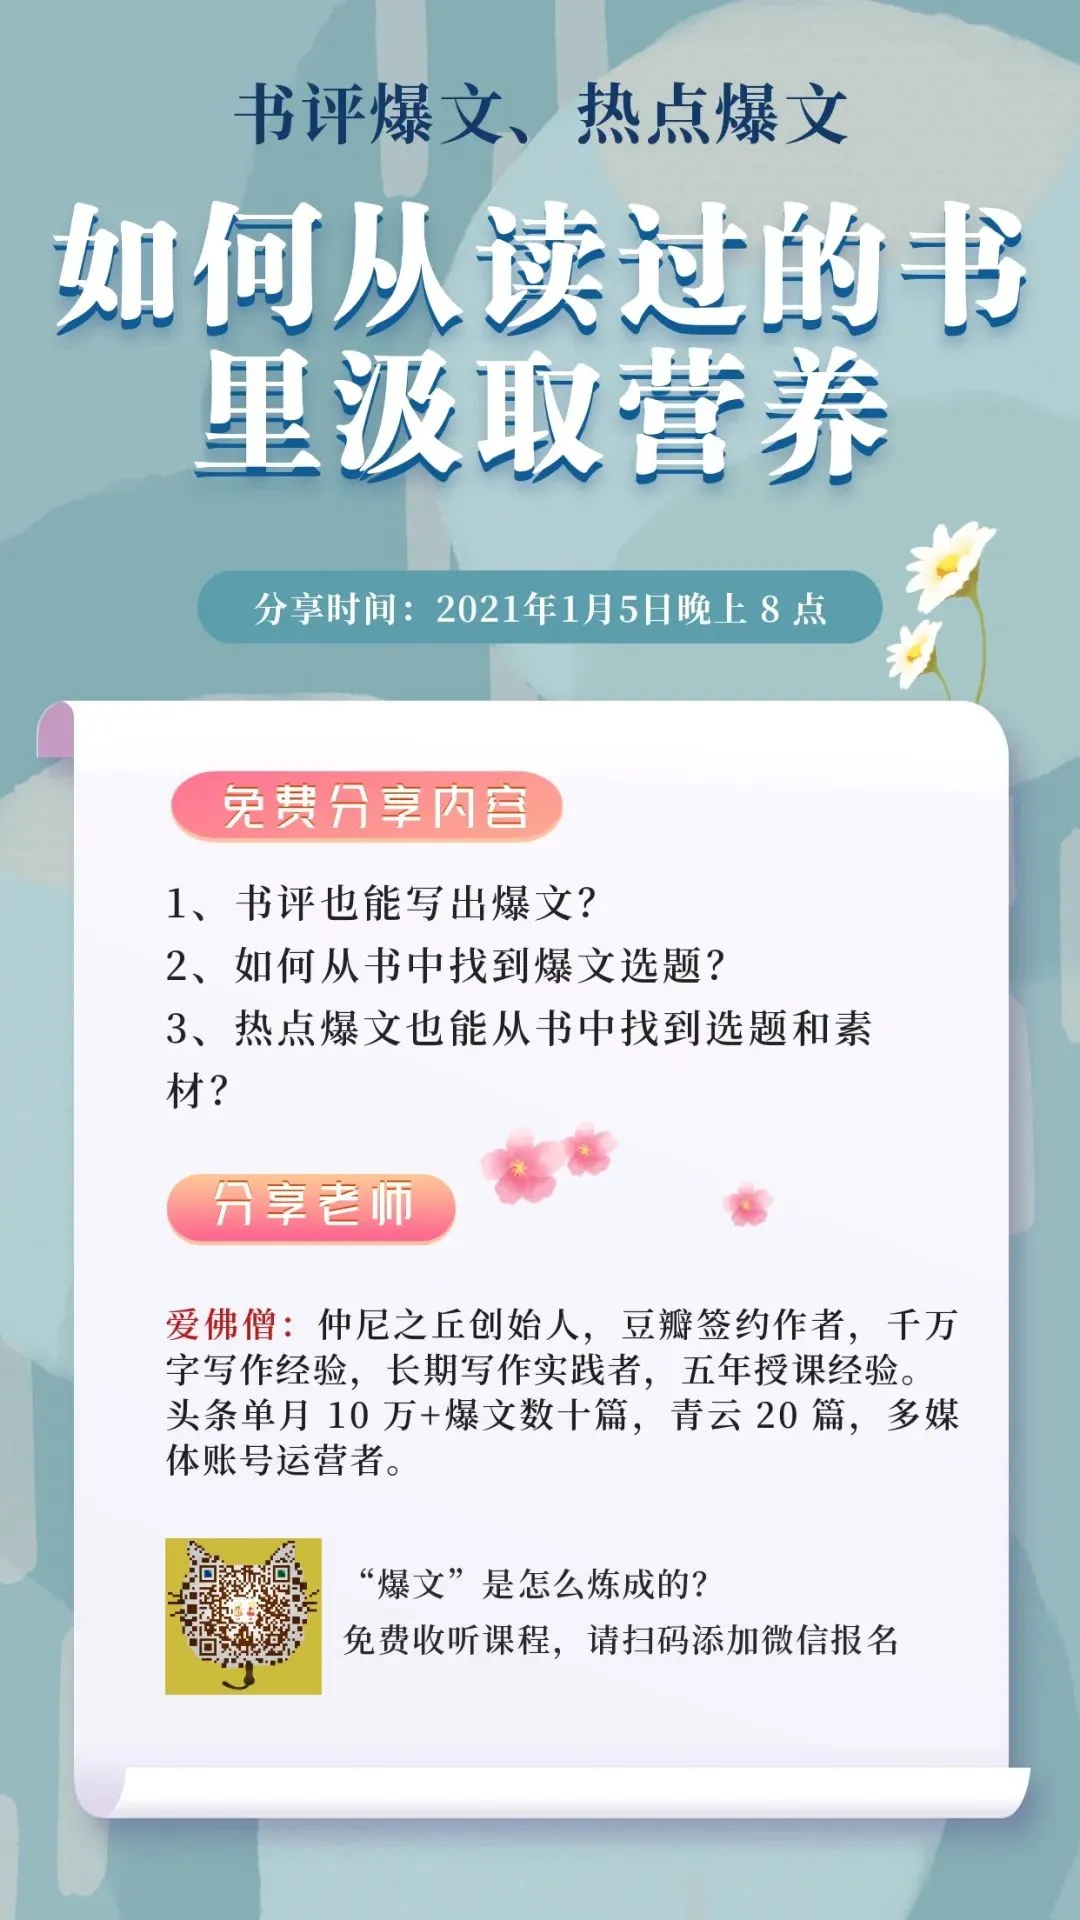 书评爆文、热点爆文
如何从读过的书
里汲取营养
分享时间：2021年1月5日晚上 8 点
免费分享内容
1、书评也能写出爆文？
2、如何从书中找到爆文选题？
3、热点爆文也能从书中找到选题和素
材？
分享老师
爱佛僧：仲尼之丘创始人，豆瓣签约作者，千万
字写作经验，长期写作实践者，五年授课经验。
头条单月 10 万+爆文数十篇，青云 20 篇，多媒
体账号运营者。
“爆文”是怎么炼成的？
免费收听课程，请扫码添加微信报名